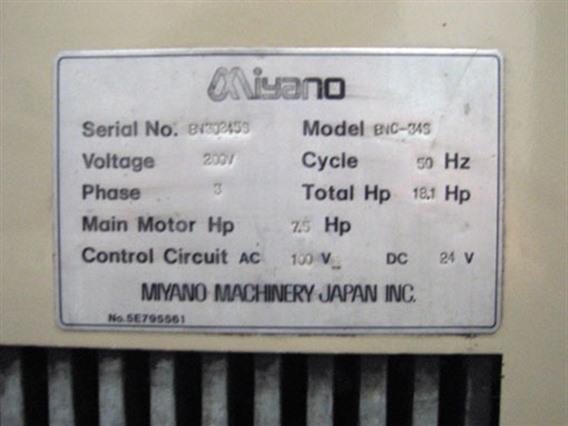 Miyano
Serial No. BN30245S Model BNC-34S
Voltage 200V Cycle 50 Hz
Phase 3 Total Hp 18.1 Hp
Main Motor Hp 7.5 Hp
Control Circuit AC 100 V DC 24 V
MIYANO MACHINERY JAPAN INC.
No.5E795561